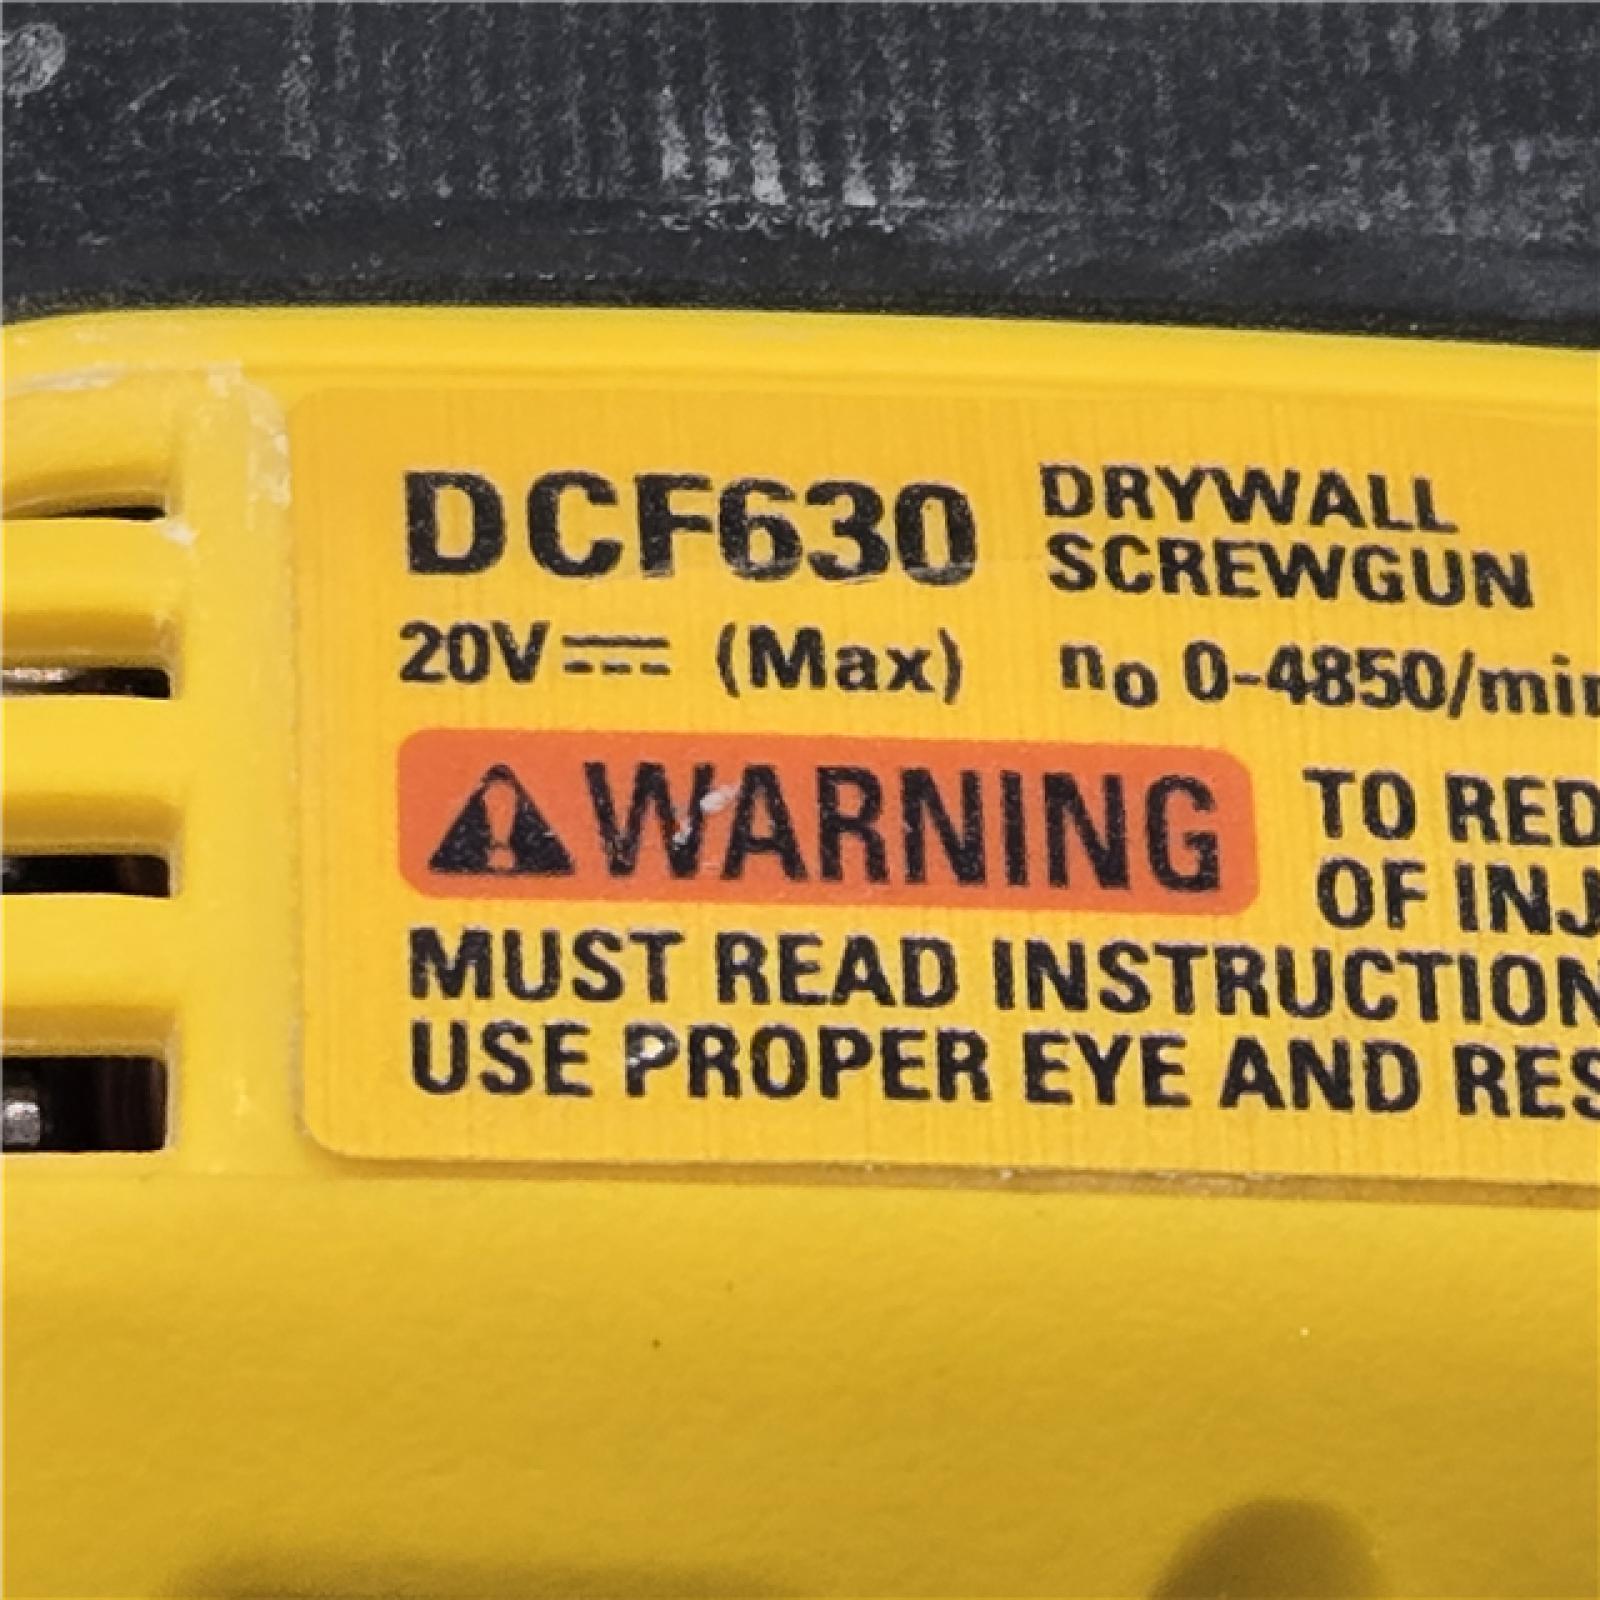 DCF630 DRYWALL
SCREWGUN
20V⎓ (Max) no 0-4850/min
⚠WARNING TO RED
OF INJ
MUST READ INSTRUCTION
USE PROPER EYE AND RES